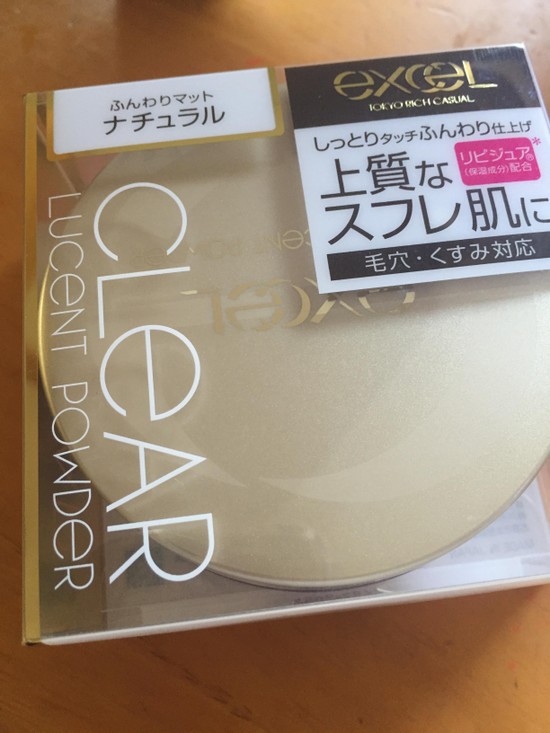 ふんわりマット
ナチュラル
excel
TOKYO RICH CASUAL
しっとりタッチふんわり仕上げ
上質な
リピジュア®*
(保湿成分)配合
スフレ肌に
毛穴・くすみ対応
CLEAR
LUCENT POWDER
excel